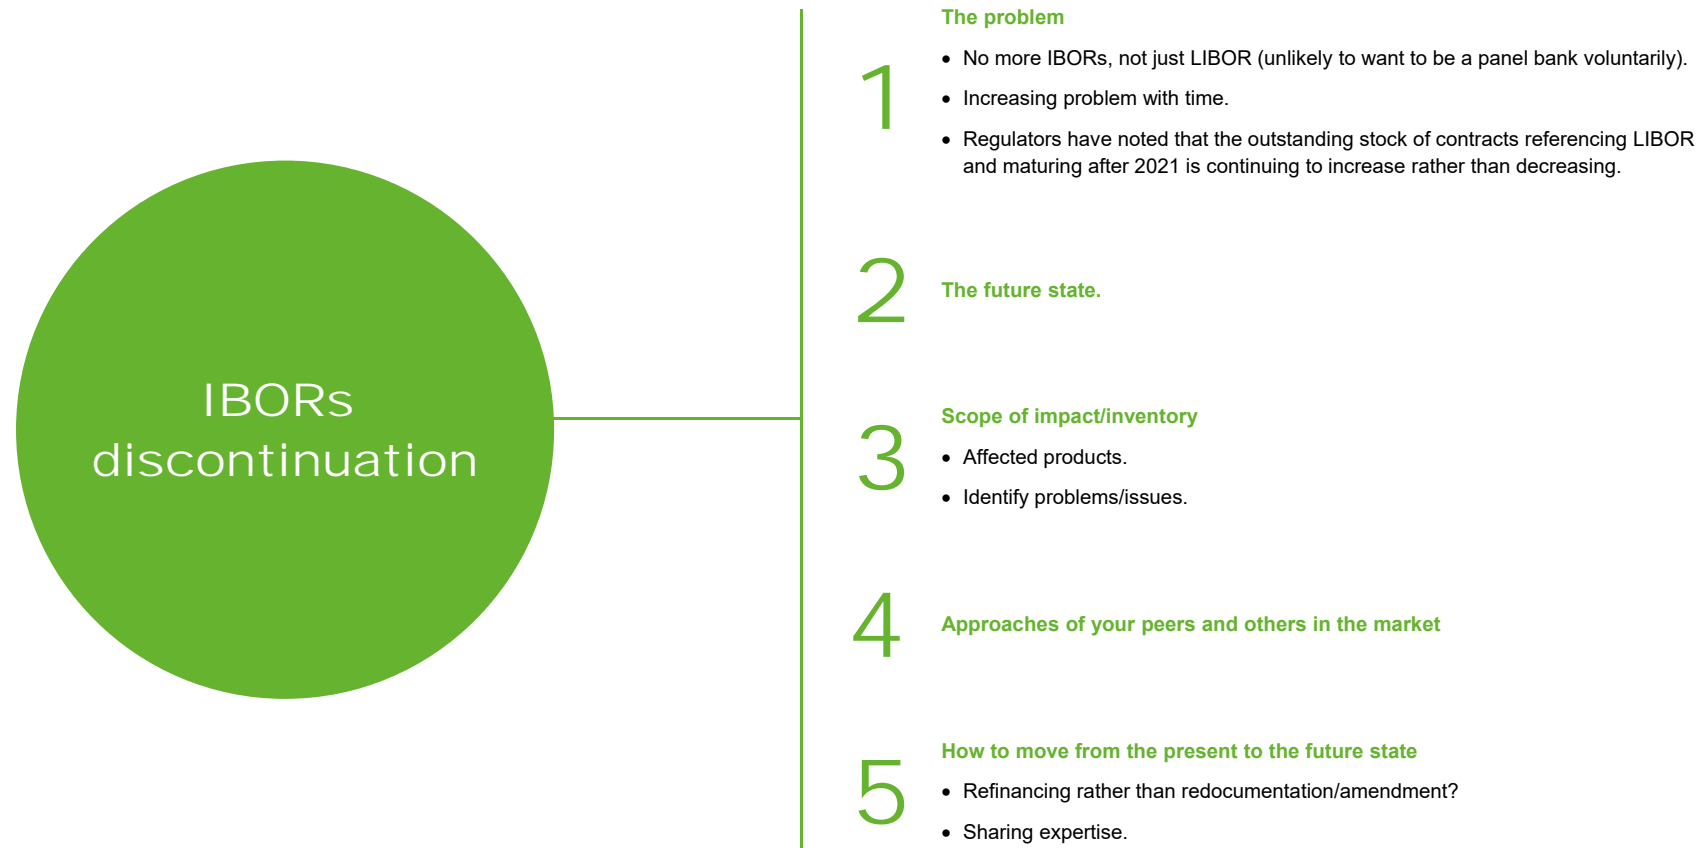 IBORs
discontinuation
The problem
1
• No more IBORs, not just LIBOR (unlikely to want to be a panel bank voluntarily).
• Increasing problem with time.
• Regulators have noted that the outstanding stock of contracts referencing LIBOR
and maturing after 2021 is continuing to increase rather than decreasing.
2
The future state.
3
Scope of impact/inventory
• Affected products.
• Identify problems/issues.
4
Approaches of your peers and others in the market
5
How to move from the present to the future state
• Refinancing rather than redocumentation/amendment?
• Sharing expertise.